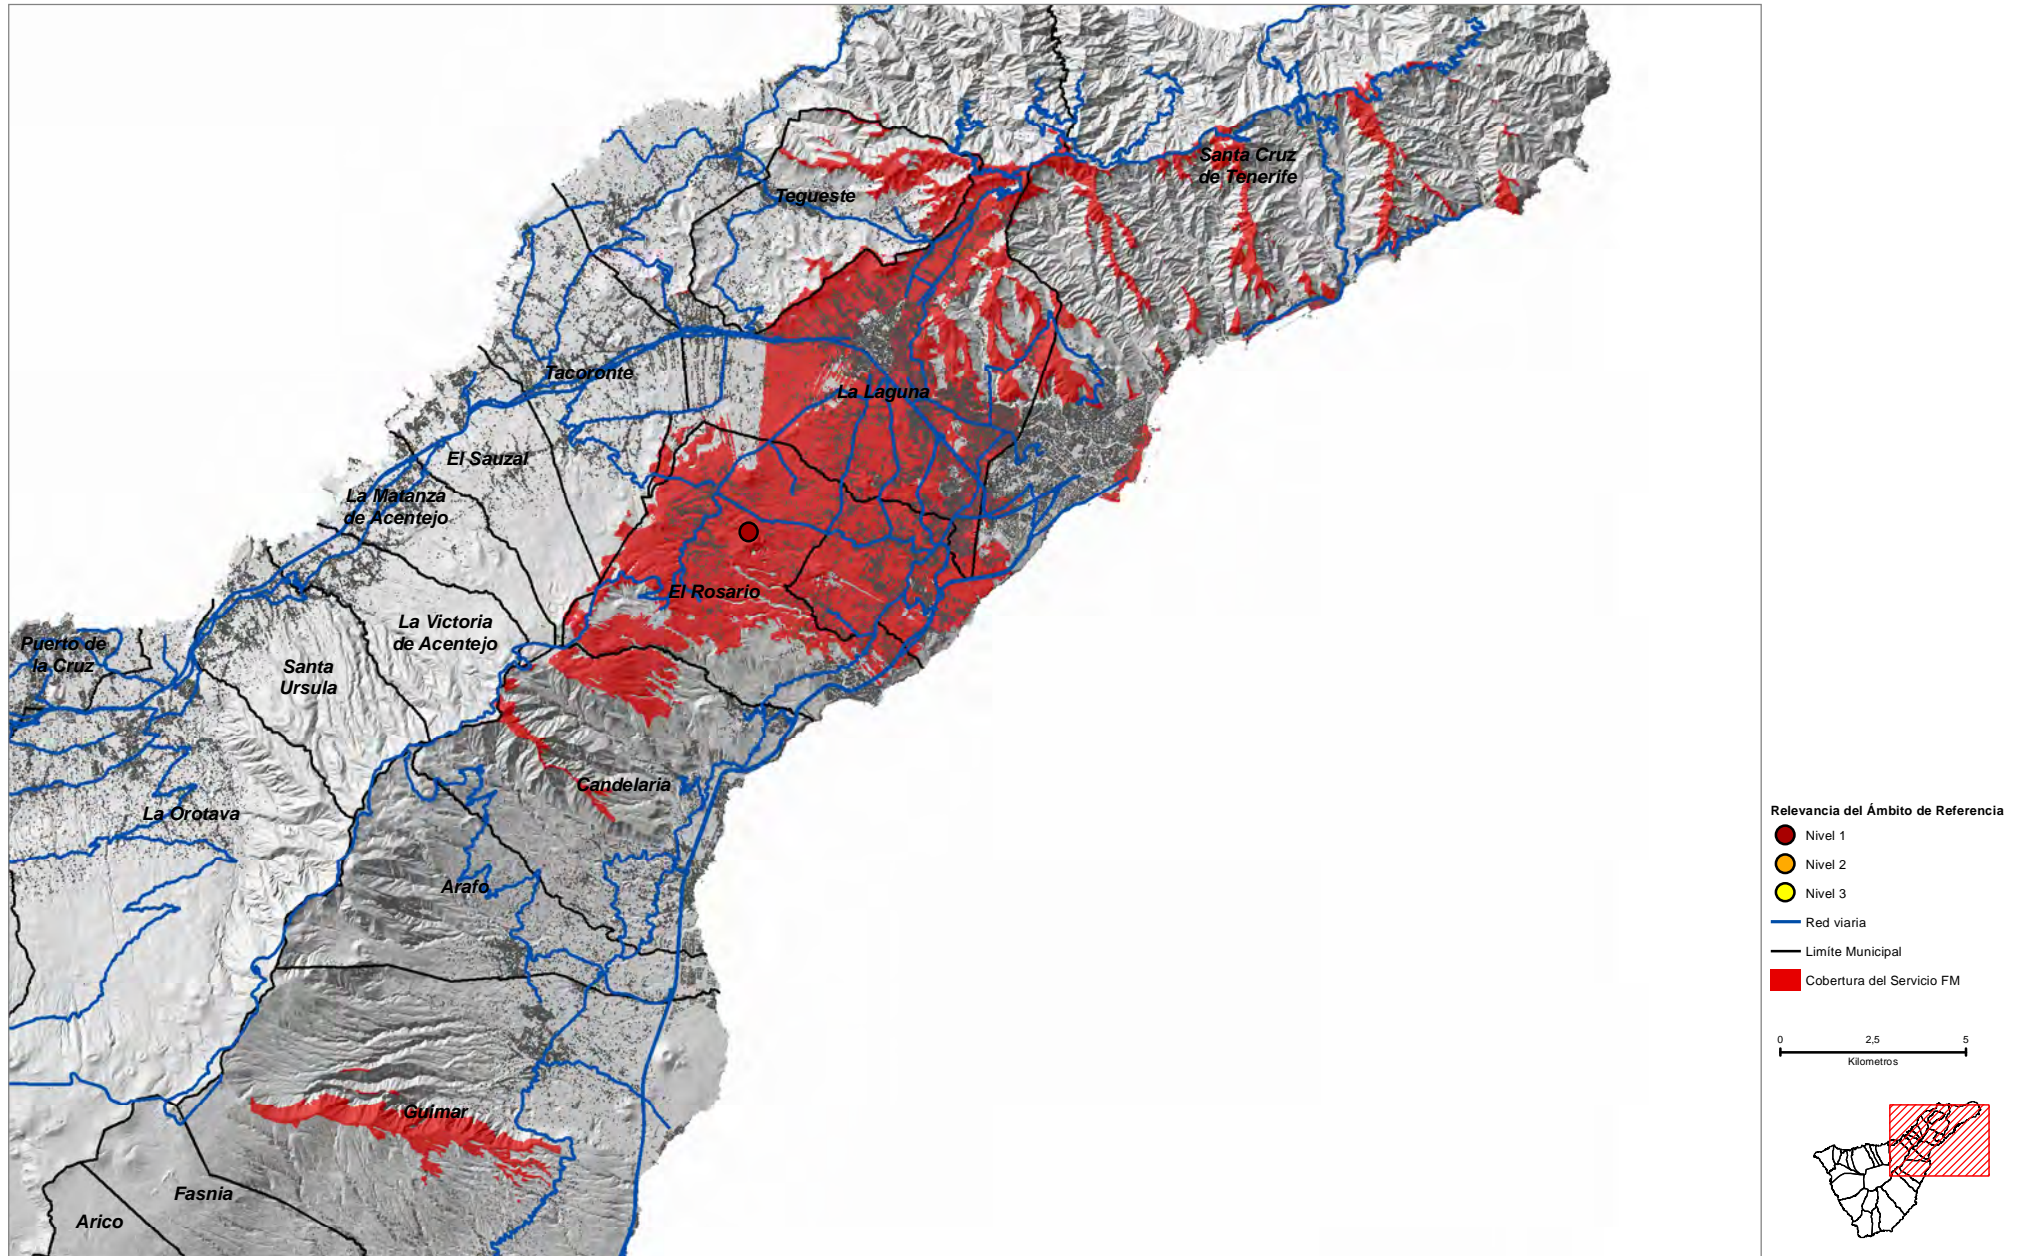 Santa Cruz
de Tenerife
Tegueste
Tacoronte
La Laguna
El Sauzal
La Matanza
de Acentejo
El Rosario
La Victoria
de Acentejo
Puerto de
la Cruz
Santa
Ursula
Candelaria
La Orotava
Arafo
Guimar
Fasnia
Arico
Relevancia del Ámbito de Referencia
Nivel 1
Nivel 2
Nivel 3
Red viaria
Limíte Municipal
Cobertura del Servicio FM
0 2,5 5
Kilometros